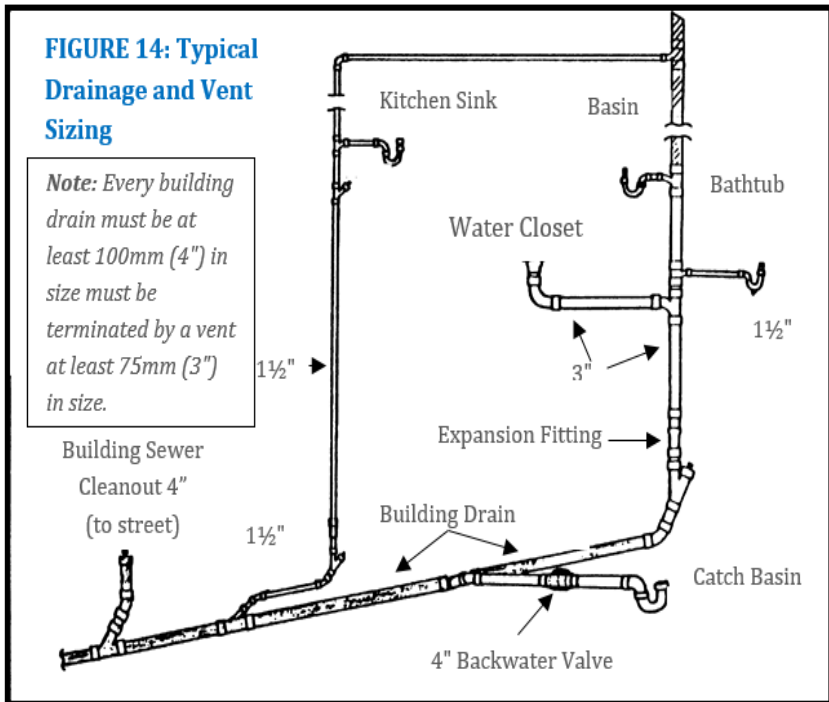 FIGURE 14: Typical
Drainage and Vent
Sizing
Note: Every building
drain must be at
least 100mm (4") in
size must be
terminated by a vent
at least 75mm (3")
in size.
Kitchen Sink
Basin
Bathtub
Water Closet
1½"
3"
1½"
Expansion Fitting
Building Sewer
Cleanout 4”
(to street)
1½"
Building Drain
Catch Basin
4" Backwater Valve